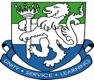 UNITY • SERVICE • LEARNING